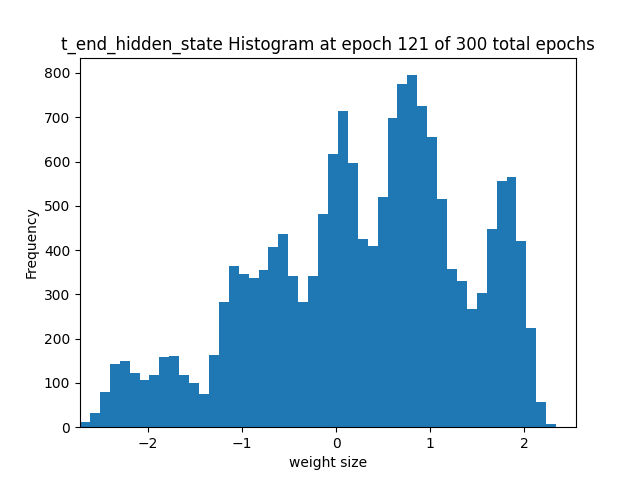 t_end_hidden_state Histogram at epoch 121 of 300 total epochs
800
700
600
500
400
300
200
100
0
Frequency
−2 −1 0 1 2
weight size